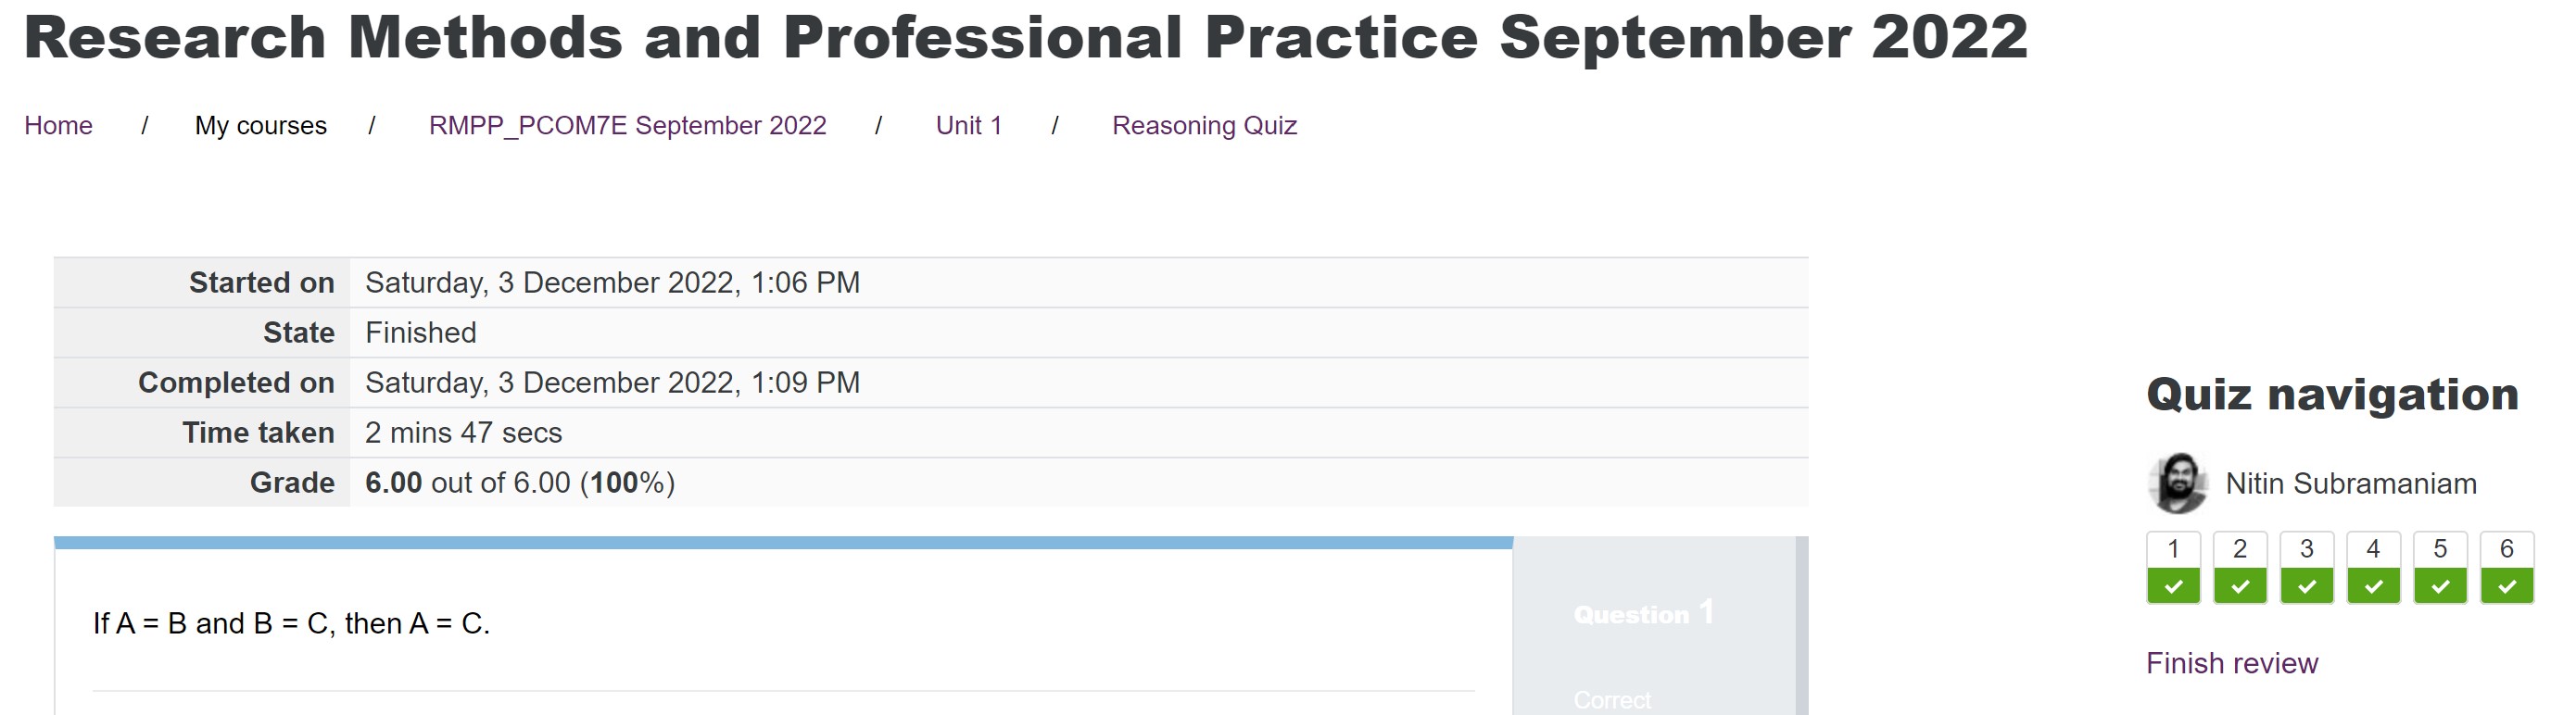 Research Methods and Professional Practice September 2022
Home / My courses / RMPP_PCOM7E September 2022 / Unit 1 / Reasoning Quiz
Started on Saturday, 3 December 2022, 1:06 PM
State Finished
Completed on Saturday, 3 December 2022, 1:09 PM
Time taken 2 mins 47 secs
Grade 6.00 out of 6.00 (100%)
If A = B and B = C, then A = C.
Question 1
Correct
Quiz navigation
Nitin Subramaniam
1 2 3 4 5 6
Finish review